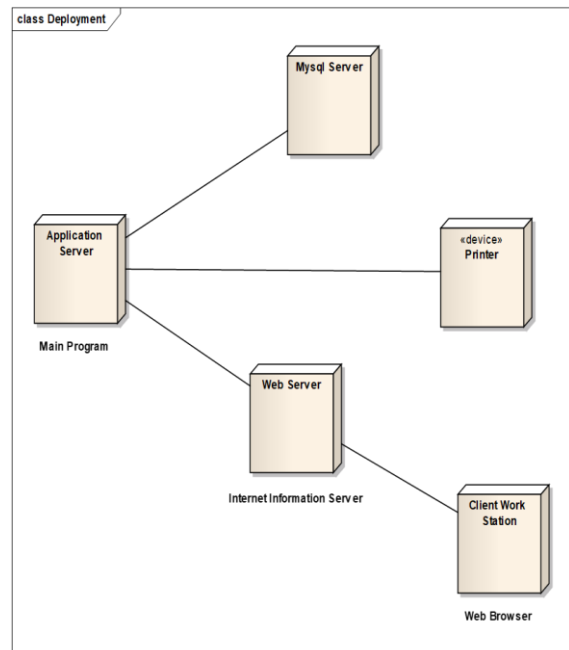 class Deployment
Mysql Server
Application
Server
«device»
Printer
Main Program
Web Server
Internet Information Server
Client Work
Station
Web Browser